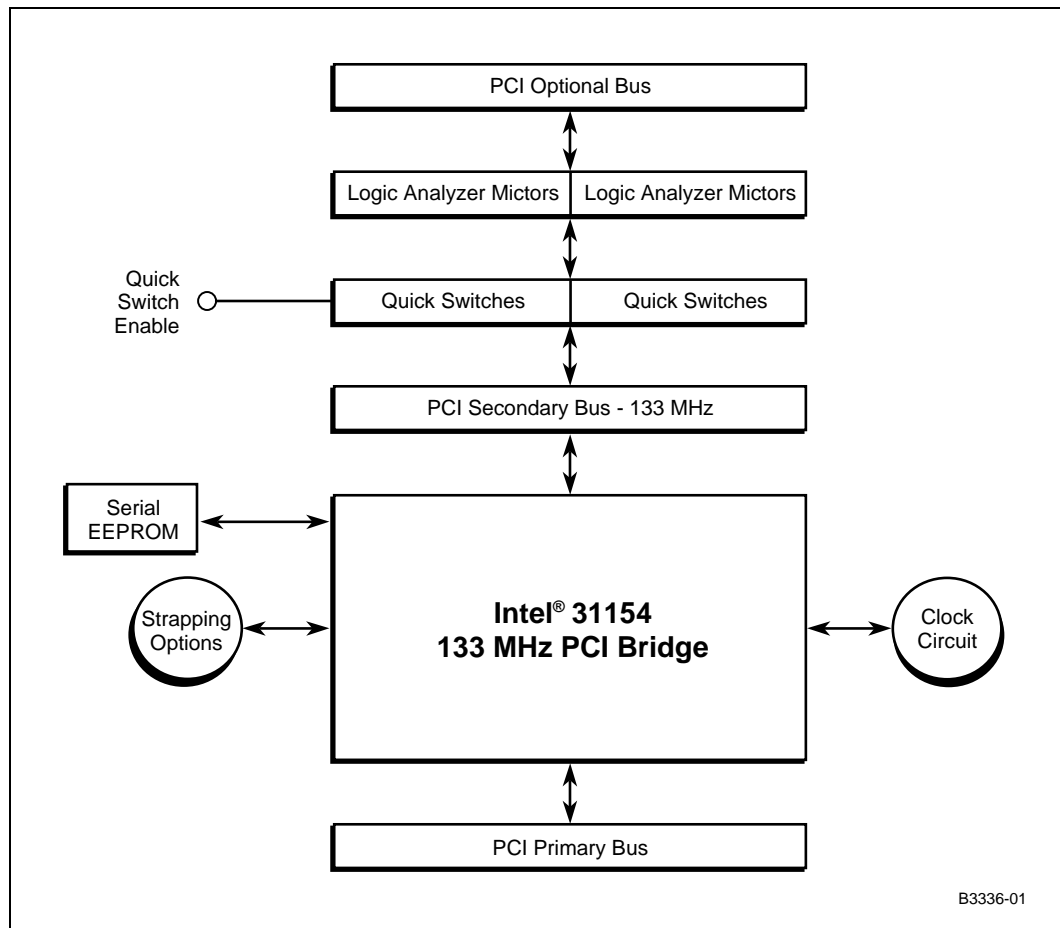 PCI Optional Bus
Logic Analyzer Mictors
Logic Analyzer Mictors
Quick
Switch
Enable
Quick Switches
Quick Switches
PCI Secondary Bus - 133 MHz
Serial
EEPROM
Strapping
Options
Intel® 31154
133 MHz PCI Bridge
Clock
Circuit
PCI Primary Bus
B3336-01